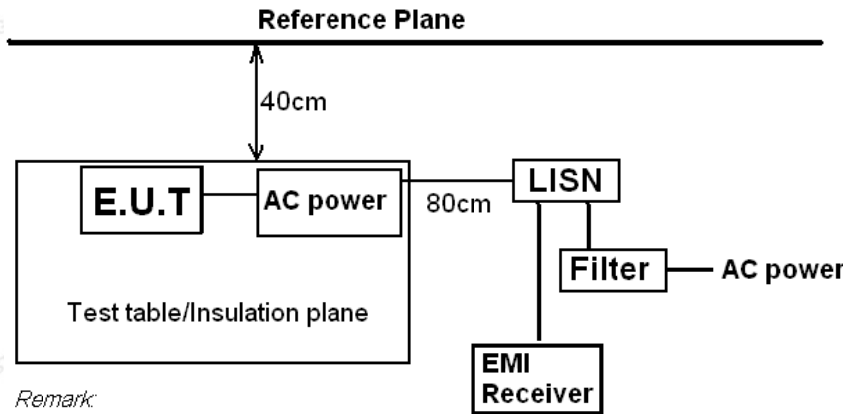 Reference Plane
40cm
E.U.T
AC power
80cm
LISN
Filter
AC power
Test table/Insulation plane
EMI
Receiver
Remark: